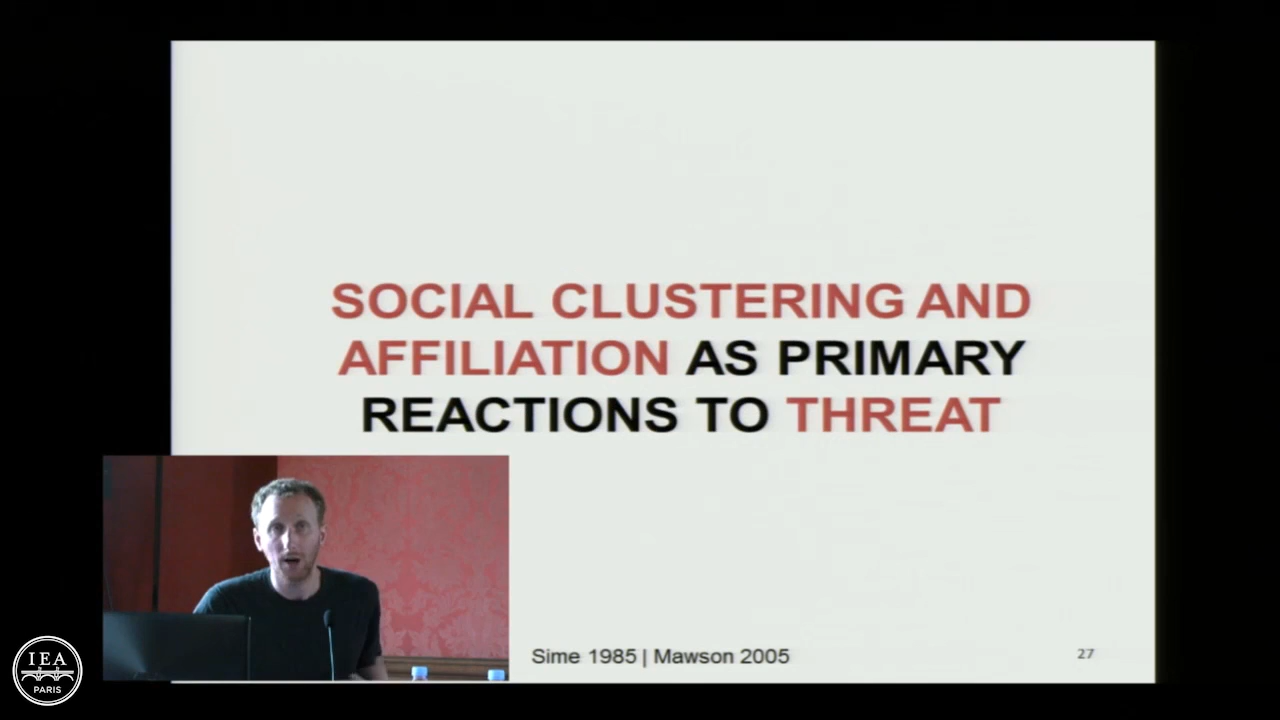 SOCIAL CLUSTERING AND
AFFILIATION AS PRIMARY
REACTIONS TO THREAT
Sime 1985 | Mawson 2005
27
IEA
PARIS